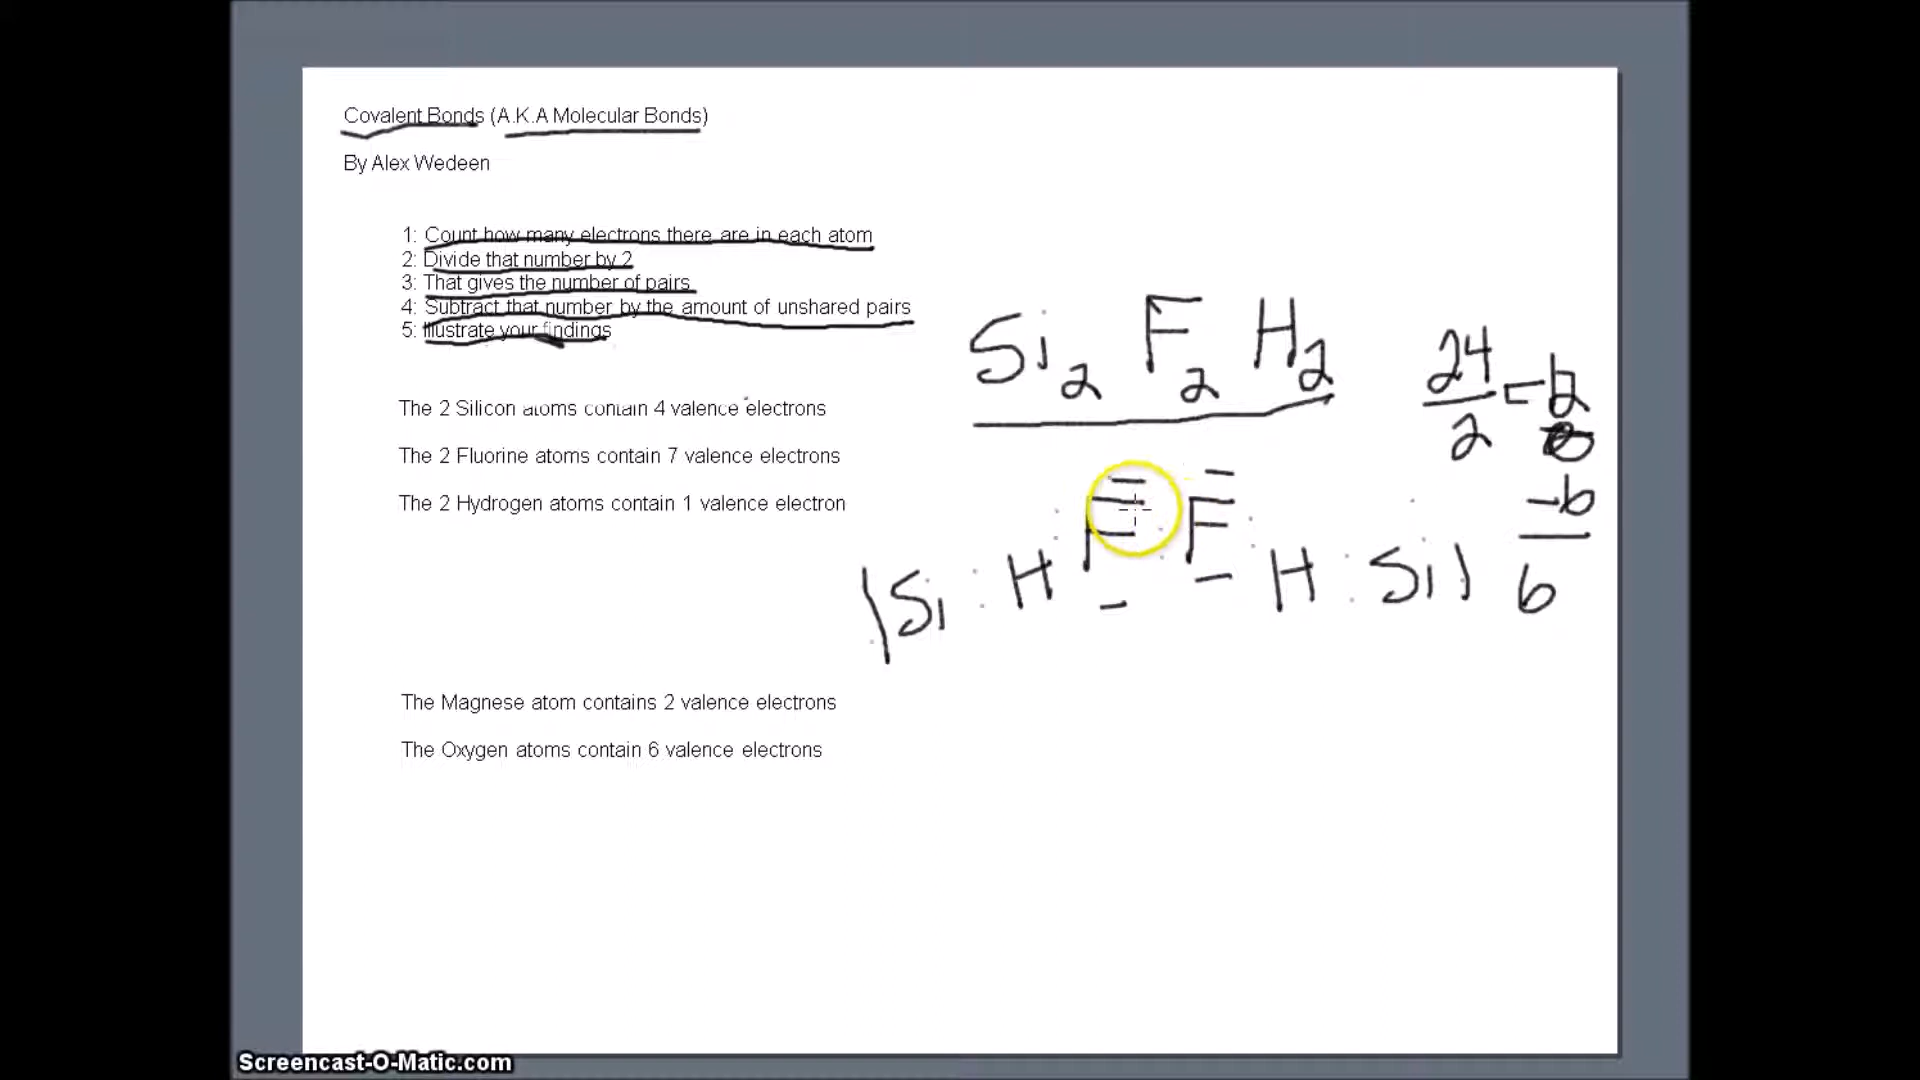 Covalent Bonds (A.K.A Molecular Bonds)
By Alex Wedeen
1: Count how many electrons there are in each atom
2: Divide that number by 2
3: That gives the number of pairs
4: Subtract that number by the amount of unshared pairs
5: Illustrate your findings
Si2 F2 H2
24
2
The 2 Silicon atoms contain 4 valence electrons
The 2 Fluorine atoms contain 7 valence electrons
The 2 Hydrogen atoms contain 1 valence electron
-6
6
F F
Si : H H : Si
The Magnese atom contains 2 valence electrons
The Oxygen atoms contain 6 valence electrons
Screencast-O-Matic.com